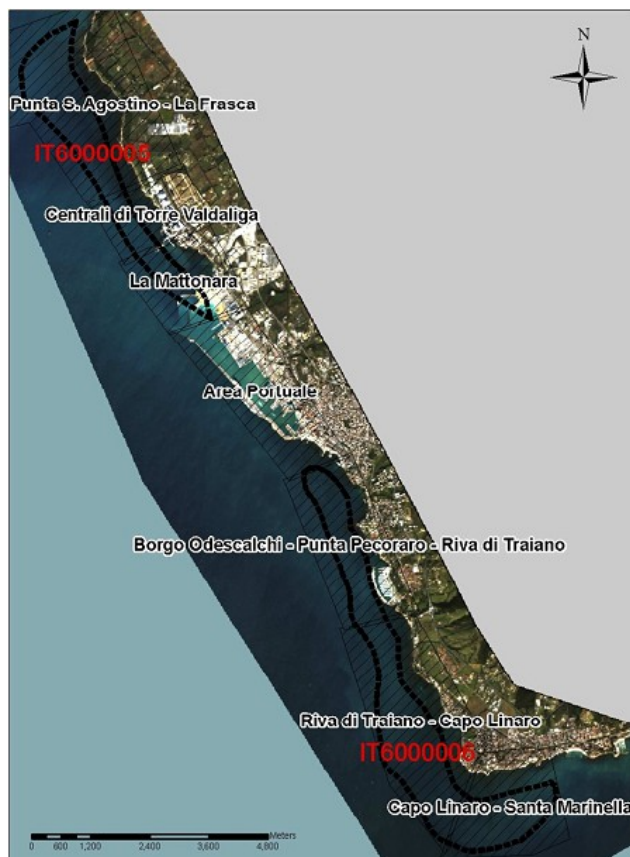 N
Punta S. Agostino - La Frasca
IT6000005
Centrali di Torre Valdaliga
La Mattonara
Area Portuale
Borgo Odescalchi - Punta Pecoraro - Riva di Traiano
Riva di Traiano - Capo Linaro
IT6000006
Capo Linaro - Santa Marinella
Meters
0 600 1,200 2,400 3,600 4,800